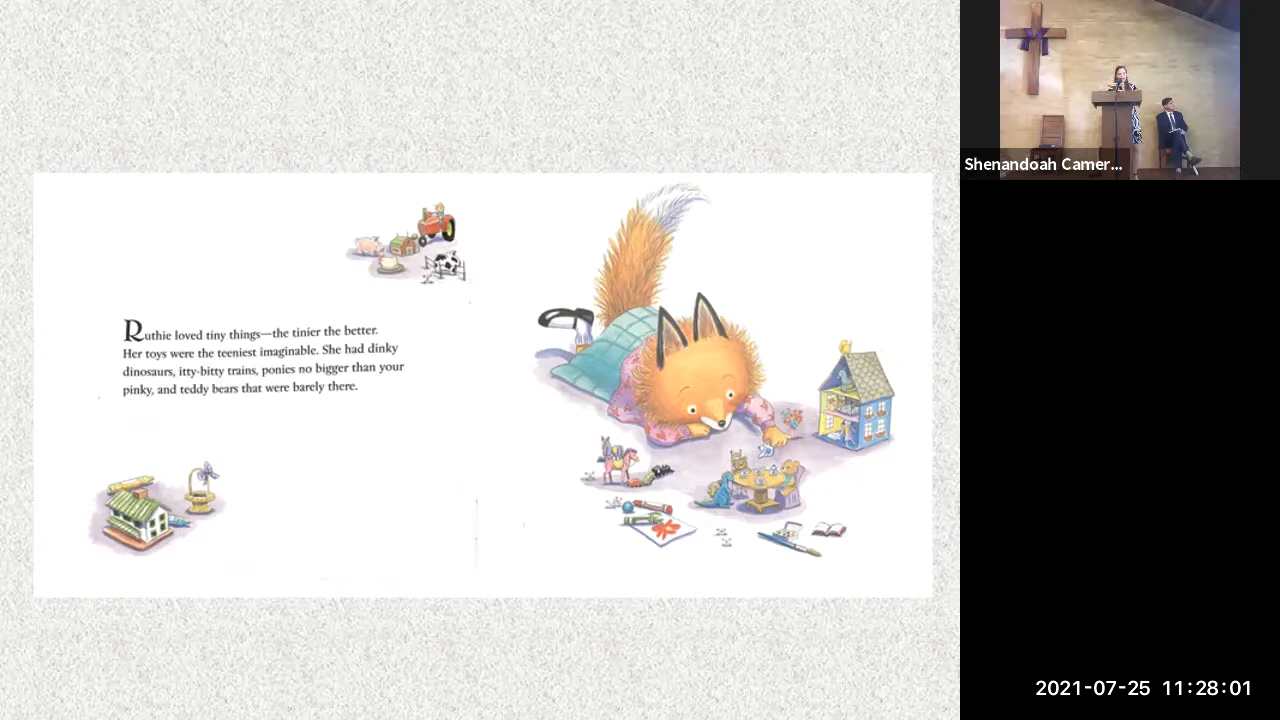 Ruthie loved tiny things—the tinier the better.
Her toys were the teeniest imaginable. She had dinky
dinosaurs, itty-bitty trains, ponies no bigger than your
pinky, and teddy bears that were barely there.
Shenandoah Camer...
2021-07-25 11:28:01